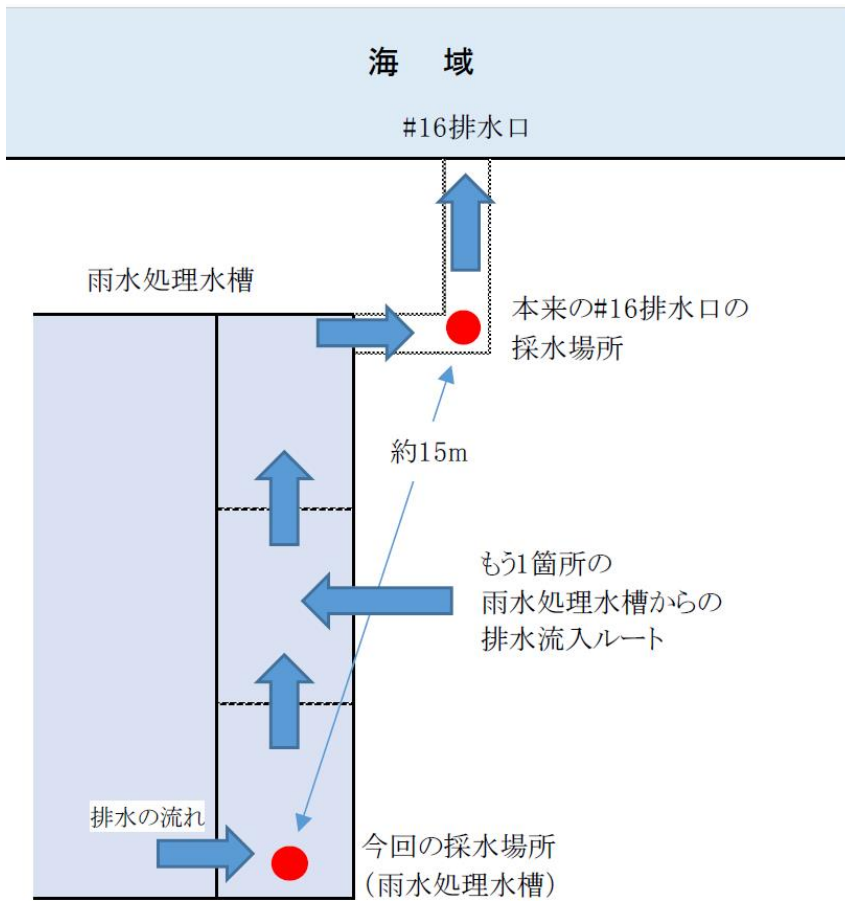 海 域
#16排水口
雨水処理水槽
本来の#16排水口の
採水場所
約15m
もう1箇所の
雨水処理水槽からの
排水流入ルート
排水の流れ
今回の採水場所
（雨水処理水槽）